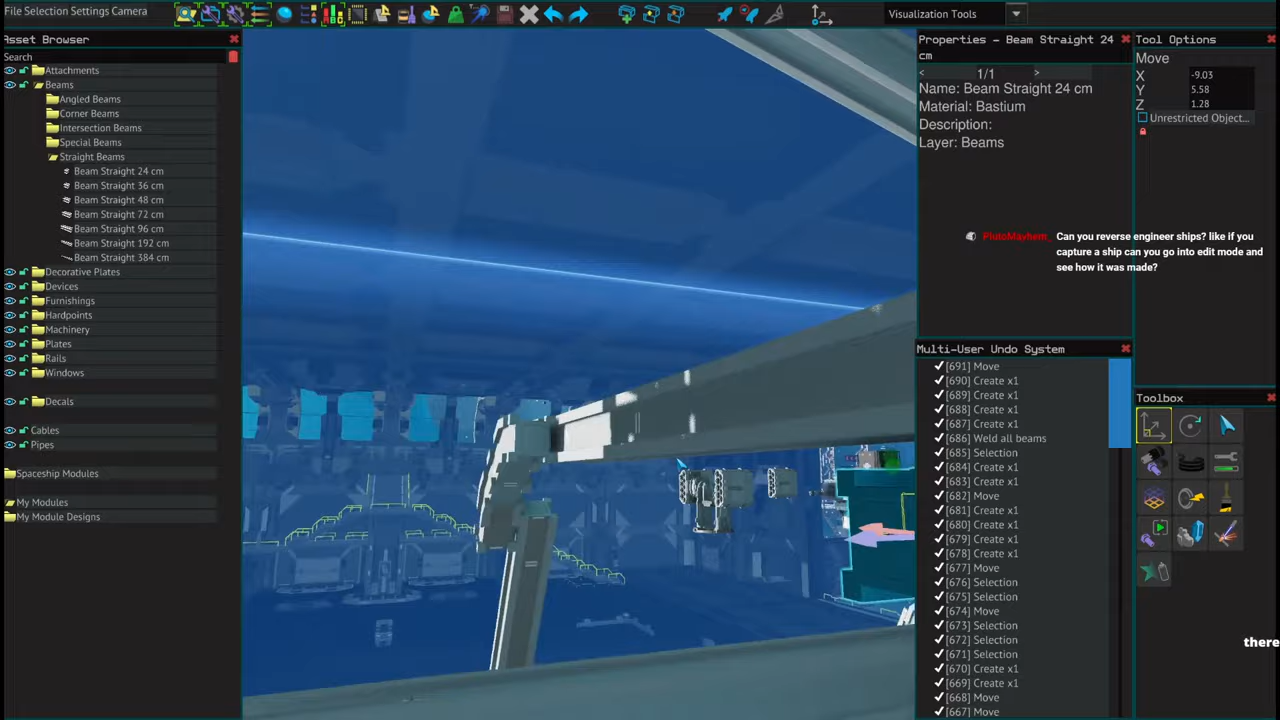 File Selection Settings Camera
Visualization Tools
Asset Browser
Search
Attachments
Beams
Angled Beams
Corner Beams
Intersection Beams
Special Beams
Straight Beams
Beam Straight 24 cm
Beam Straight 36 cm
Beam Straight 48 cm
Beam Straight 72 cm
Beam Straight 96 cm
Beam Straight 192 cm
Beam Straight 384 cm
Decorative Plates
Devices
Furnishings
Hardpoints
Machinery
Plates
Rails
Windows
Decals
Cables
Pipes
Spaceship Modules
My Modules
My Module Designs
Properties - Beam Straight 24
cm
< 1/1 >
Name: Beam Straight 24 cm
Material: Bastium
Description:
Layer: Beams
PlutoMayhem_ Can you reverse engineer ships? like if you
capture a ship can you go into edit mode and
see how it was made?
Multi-User Undo System
[691] Move
[690] Create x1
[689] Create x1
[688] Create x1
[687] Create x1
[686] Weld all beams
[685] Selection
[684] Create x1
[683] Create x1
[682] Move
[681] Create x1
[680] Create x1
[679] Create x1
[678] Create x1
[677] Move
[676] Selection
[675] Selection
[674] Move
[673] Selection
[672] Selection
[671] Selection
[670] Create x1
[669] Create x1
[668] Move
[667] Move
Tool Options
Move
X -9.03
Y 5.58
Z 1.28
Unrestricted Object...
Toolbox
there